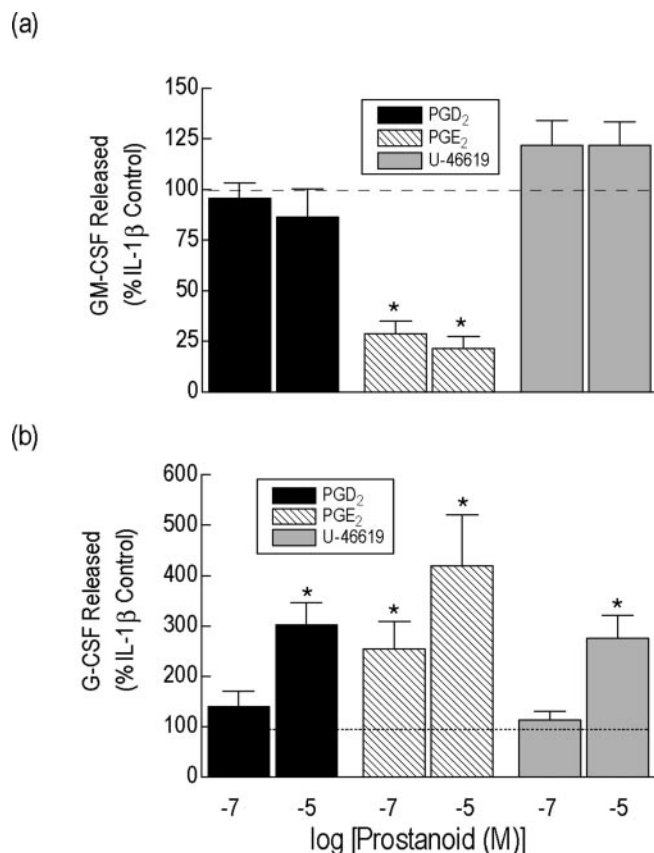 (a)
GM-CSF Released
(% IL-1β Control)
150
125
100
75
50
25
0
PGD₂
PGE₂
U-46619
*
*
(b)
G-CSF Released
(% IL-1β Control)
600
500
400
300
200
100
0
PGD₂
PGE₂
U-46619
*
*
*
*
-7
-5
-7
-5
-7
-5
log [Prostanoid (M)]